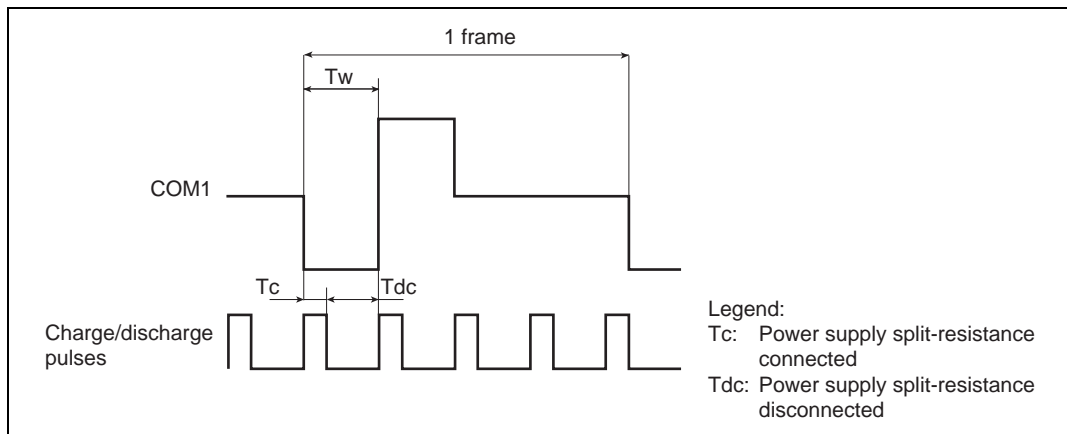 1 frame
Tw
COM1
Tc
Tdc
Charge/discharge
pulses
Legend:
Tc: Power supply split-resistance
connected
Tdc: Power supply split-resistance
disconnected